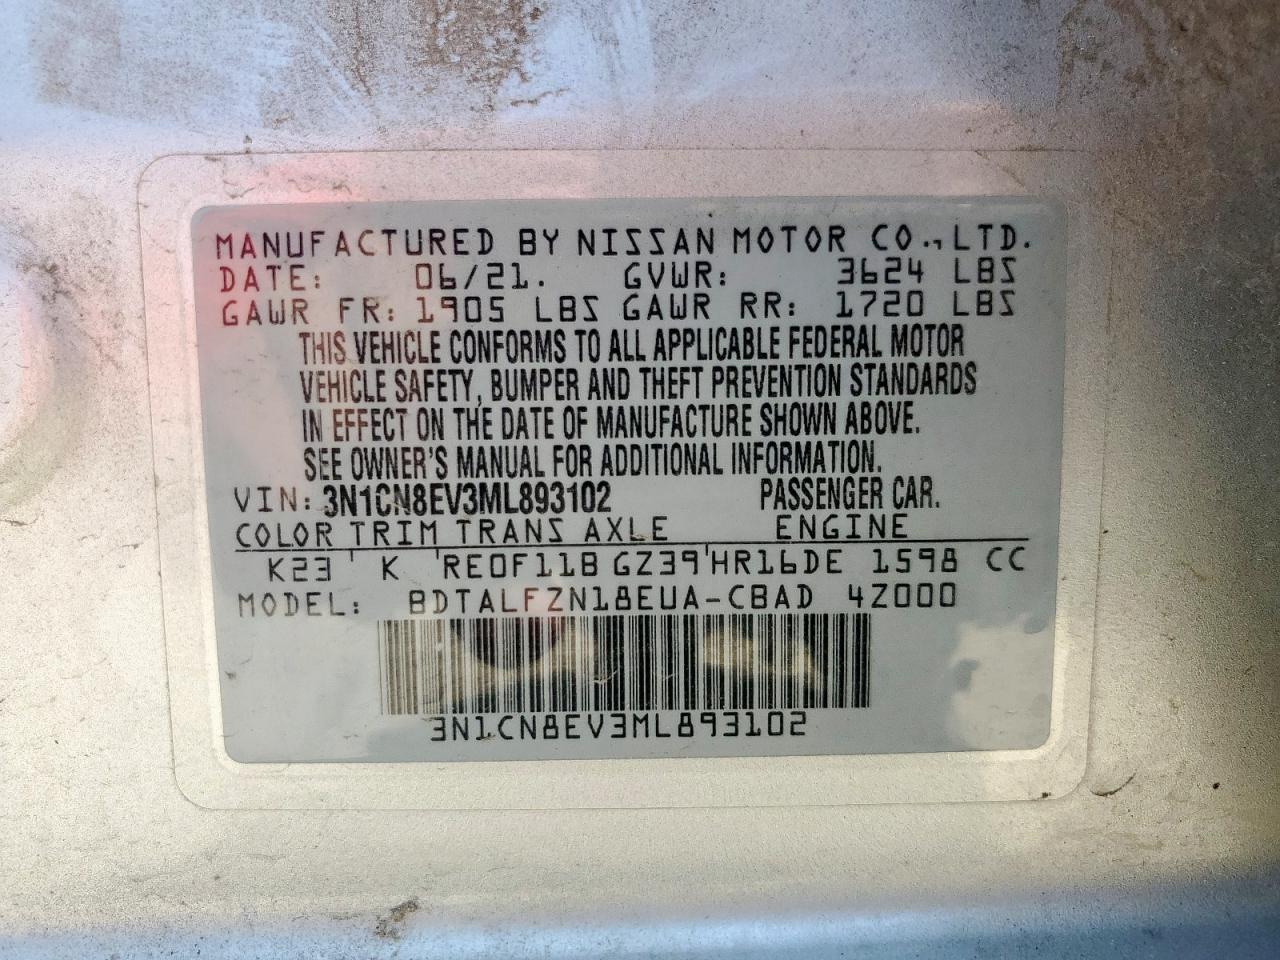 MANUFACTURED BY NISSAN MOTOR CO., LTD.
DATE: 06/21. GVWR: 3624 LBS
GAWR FR: 1905 LBS GAWR RR: 1720 LBS
THIS VEHICLE CONFORMS TO ALL APPLICABLE FEDERAL MOTOR
VEHICLE SAFETY, BUMPER AND THEFT PREVENTION STANDARDS
IN EFFECT ON THE DATE OF MANUFACTURE SHOWN ABOVE.
SEE OWNER'S MANUAL FOR ADDITIONAL INFORMATION.
VIN: 3N1CN8EV3ML893102 PASSENGER CAR.
COLOR TRIM TRANS AXLE ENGINE
K23 K RE0F11B GZ39 HR16DE 1598 CC
MODEL: BDTALFZN18EUA-CBAD 4Z000
3N1CN8EV3ML893102